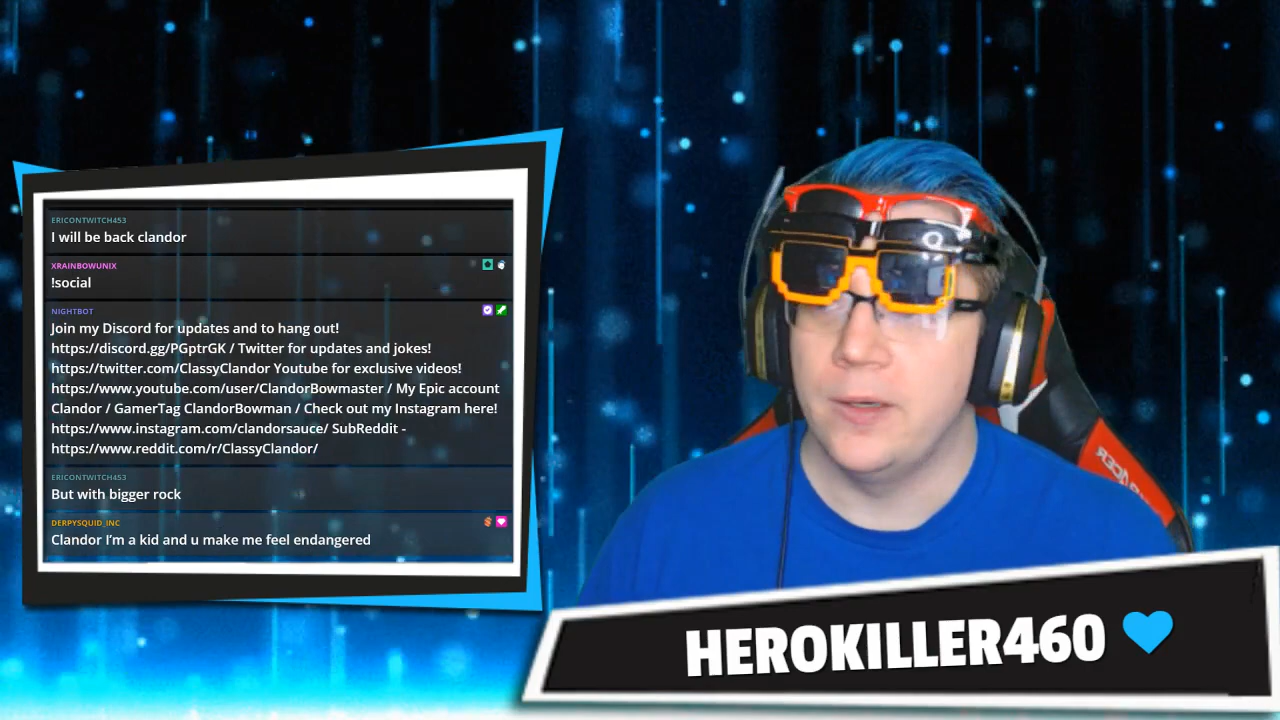 ERICONTWITCH453
I will be back clandor
XRAINBOWUNIX
!social
NIGHTBOT
Join my Discord for updates and to hang out!
https://discord.gg/PGptrGK / Twitter for updates and jokes!
https://twitter.com/ClassyClandor Youtube for exclusive videos!
https://www.youtube.com/user/ClandorBowmaster / My Epic account
Clandor / GamerTag ClandorBowman / Check out my Instagram here!
https://www.instagram.com/clandorsauce/ SubReddit -
https://www.reddit.com/r/ClassyClandor/
ERICONTWITCH453
But with bigger rock
DERPYSQUID_INC
Clandor I’m a kid and u make me feel endangered
HEROKILLER460